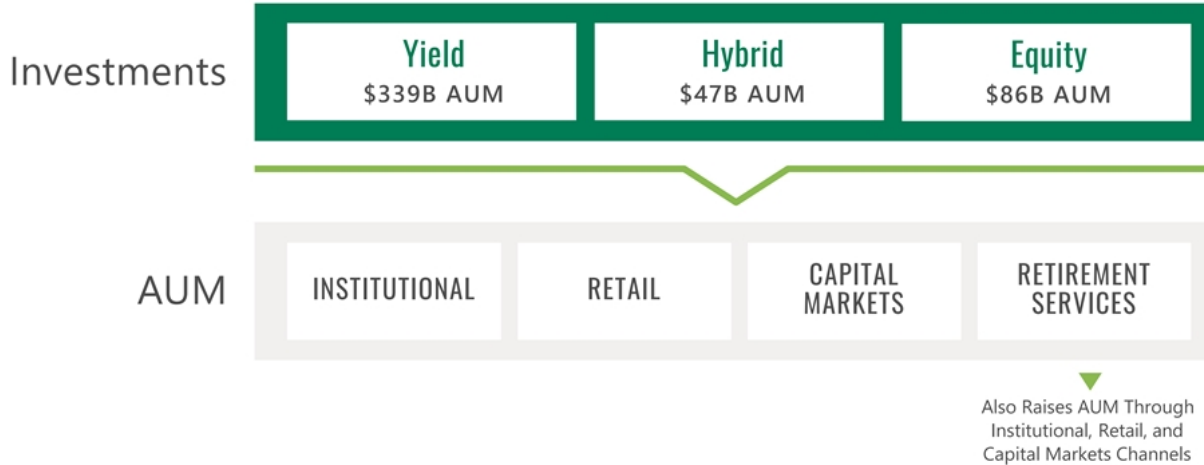 Investments
Yield
$339B AUM
Hybrid
$47B AUM
Equity
$86B AUM
AUM
INSTITUTIONAL
RETAIL
CAPITAL
MARKETS
RETIREMENT
SERVICES
Also Raises AUM Through
Institutional, Retail, and
Capital Markets Channels